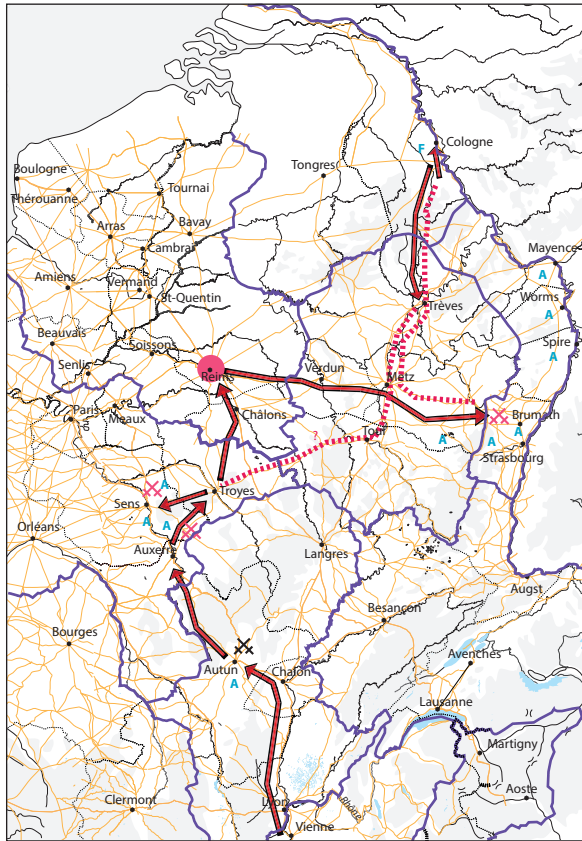 Cologne
F
Tongres
Boulogne
Thérouanne
Tournai
Arras
Bavay
Cambrai
Mayence
A
Amiens
Vermand
St-Quentin
Trèves
Worms
A
Beauvais
Soissons
Spire
A
Senlis
Reims
Verdun
Metz
Paris
Meaux
Châlons
Brumath
A
A
A
Toul
?
Strasbourg
A
Sens
Troyes
A
A
Orléans
Auxerre
Langres
Augst
Besançon
Bourges
Autun
A
Chalon
Avenches
Lausanne
Martigny
Clermont
Lyon
Rhône
Aoste
Vienne